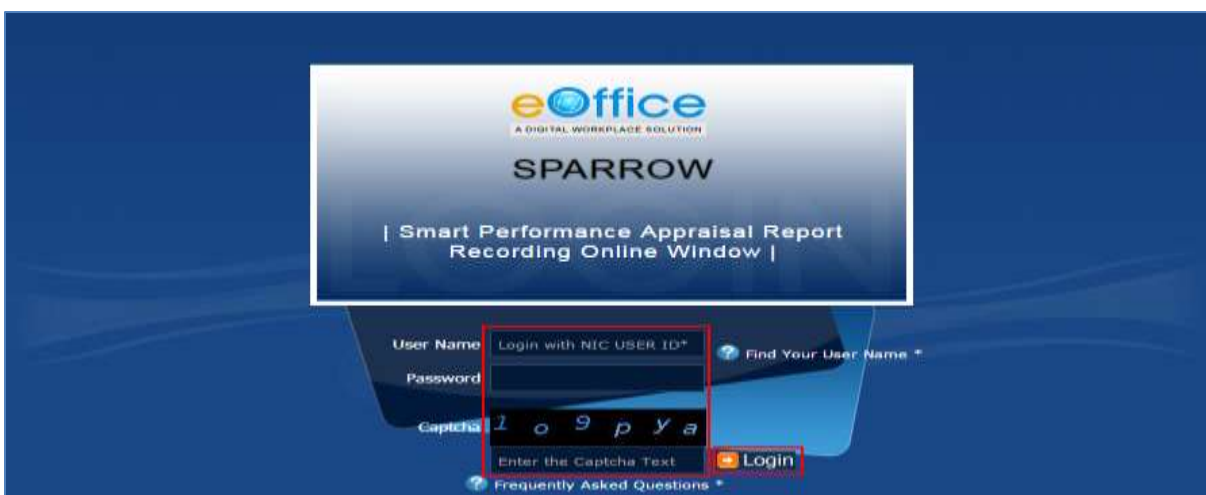 eOffice
A DIGITAL WORKPLACE SOLUTION
SPARROW
LOGIN
| Smart Performance Appraisal Report
Recording Online Window |
User Name Login with NIC USER ID* Find Your User Name *
Password
Captcha 1 o 9 p y a
Enter the Captcha Text Login
Frequently Asked Questions *